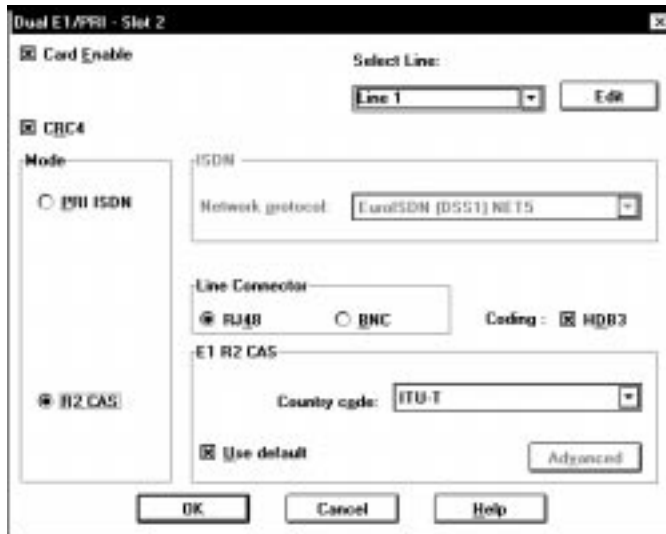 Dual E1/PRI - Slot 2
Card Enable
Select Line:
Line 1
Edit
CRC4
Mode
PRI ISDN
R2 CAS
ISDN
Network protocol:
EuroISDN (DSS1) NET5
Line Connector
RJ48
BNC
Coding :
HDB3
E1 R2 CAS
Country code:
ITU-T
Use default
Advanced
OK
Cancel
Help